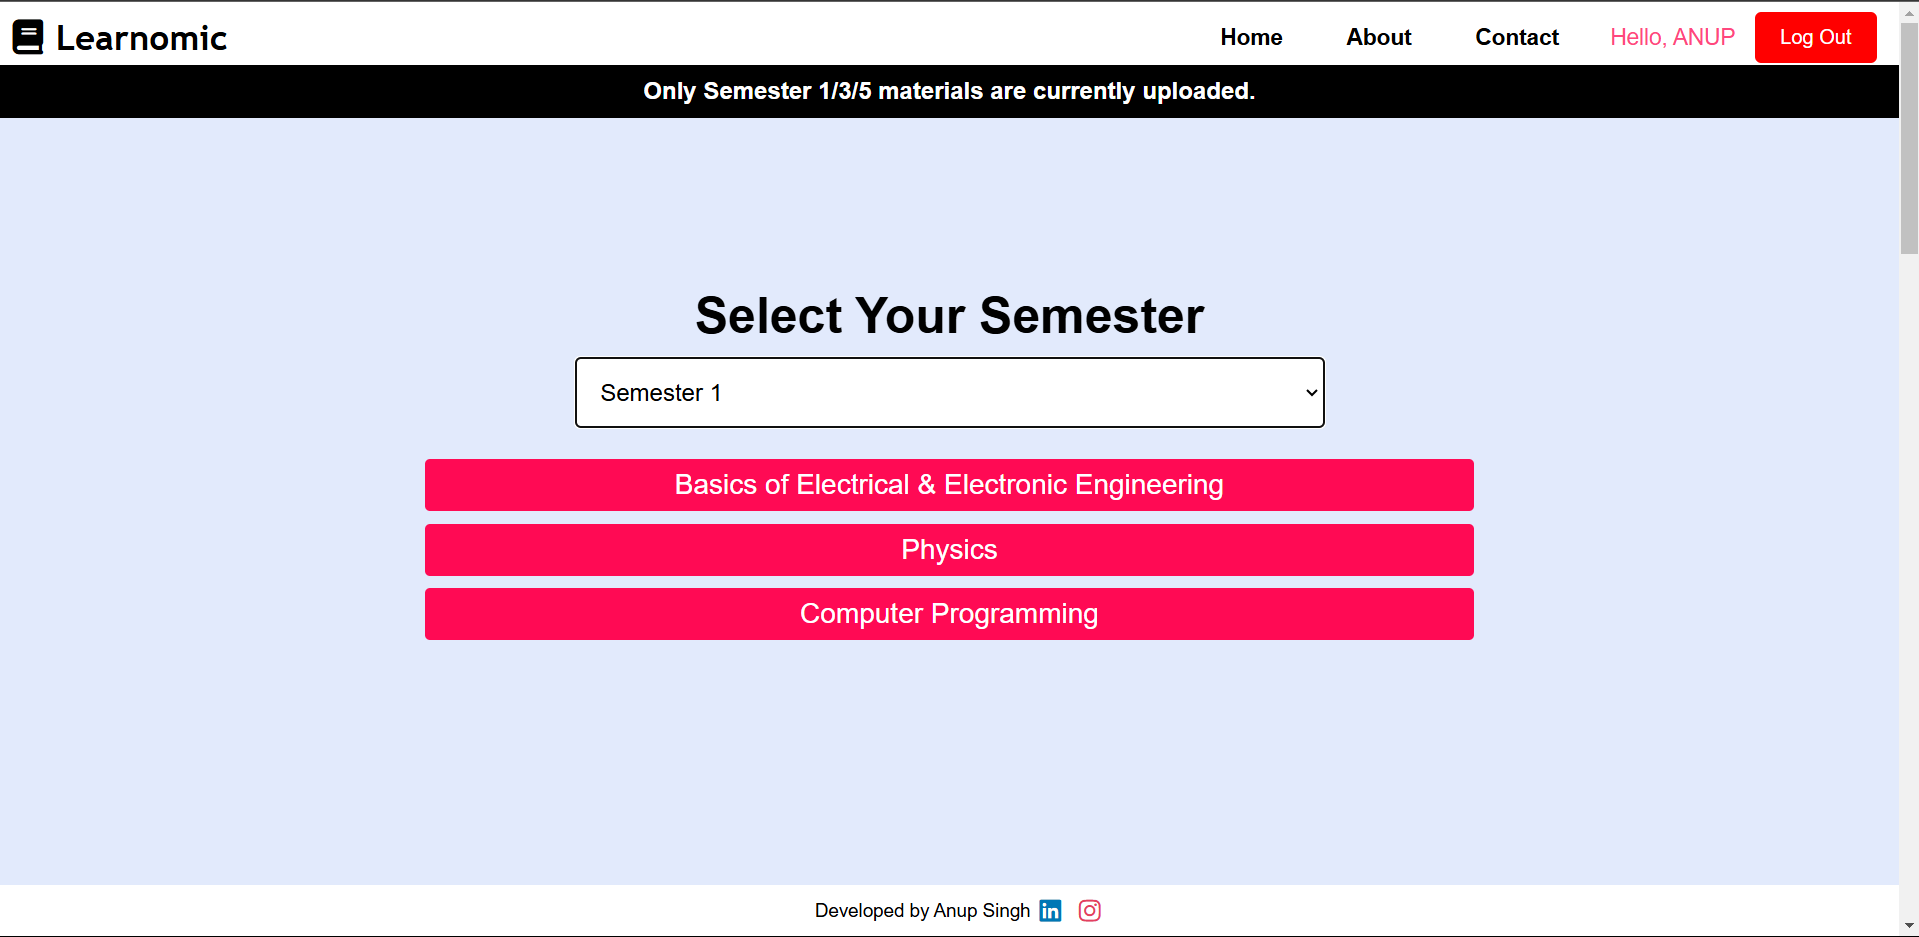 Learnomic
Home About Contact Hello, ANUP Log Out
Only Semester 1/3/5 materials are currently uploaded.
Select Your Semester
Semester 1
Basics of Electrical & Electronic Engineering
Physics
Computer Programming
Developed by Anup Singh in